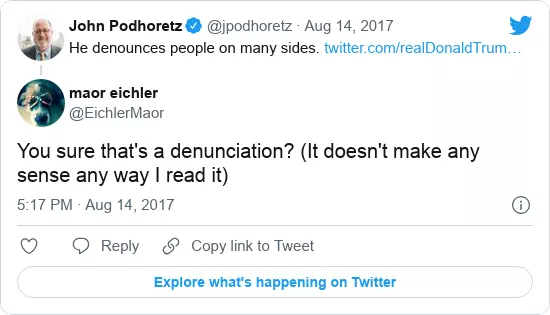 John Podhoretz @jpodhoretz · Aug 14, 2017
He denounces people on many sides. twitter.com/realDonaldTrum…
maor eichler
@EichlerMaor
You sure that's a denunciation? (It doesn't make any
sense any way I read it)
5:17 PM · Aug 14, 2017
Reply Copy link to Tweet
Explore what's happening on Twitter